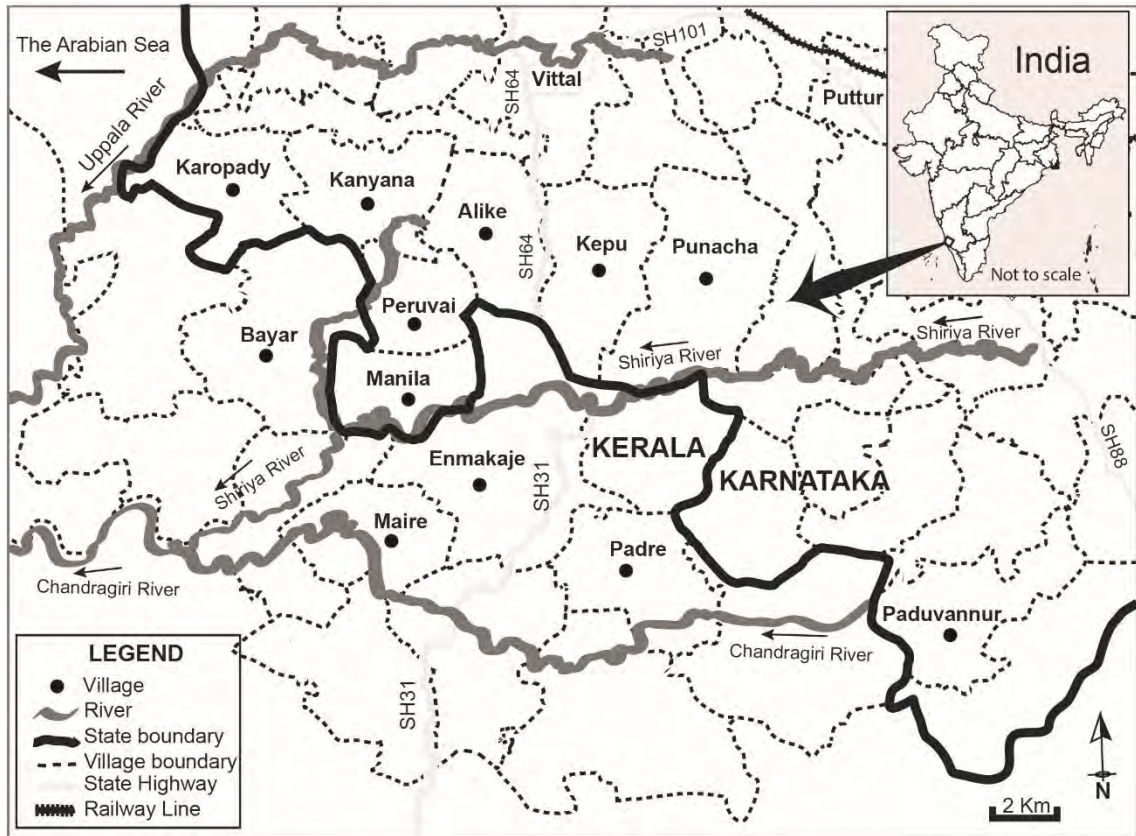 The Arabian Sea
Uppala River
SH101
Vittal
SH64
Puttur
India
Not to scale
Karopady
Kanyana
Alike
SH64
Kepu
Punacha
Peruvai
Bayar
Manila
Shiriya River
Shiriya River
Shiriya River
Enmakaje
KERALA
KARNATAKA
SH31
SH88
Maire
Padre
Chandragiri River
Chandragiri River
Paduvannur
SH31
LEGEND
Village
River
State boundary
Village boundary
State Highway
Railway Line
N
2 Km